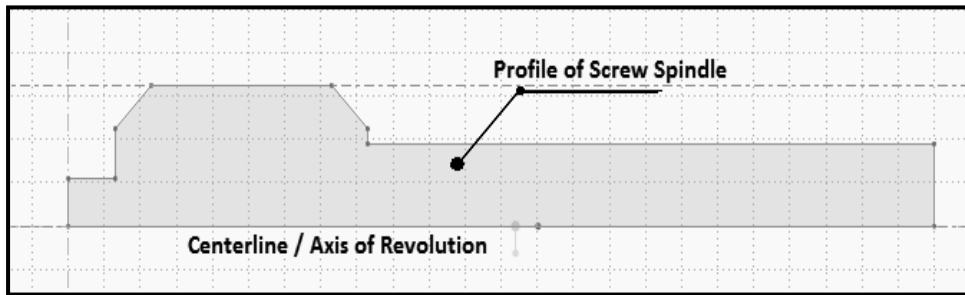 Profile of Screw Spindle
Centerline / Axis of Revolution